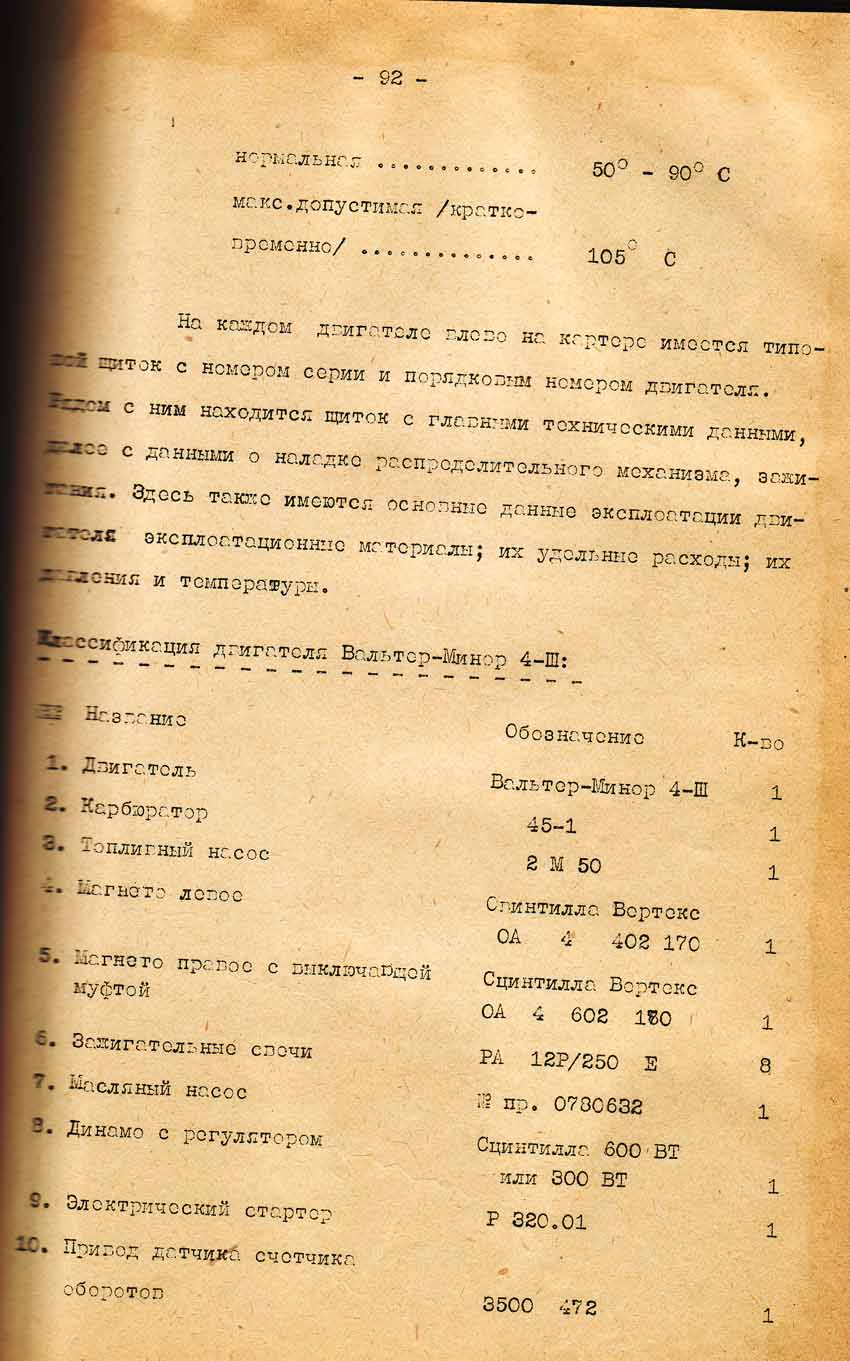 - 92 -
нормальная ............. 50° - 90° С
макс.допустимая /кратко-
временно/ .............. 105° С
На каждом двигателе влево на картере имеется типо-
вой щиток с номером серии и порядковым номером двигателя.
Рядом с ним находится щиток с главными техническими данными,
далее с данными о наладке распределительного механизма, зажи-
гания. Здесь также имеются основные данные эксплоатации дви-
гателя эксплоатационные материалы; их удельные расходы; их
давления и температуры.
Классификация двигателя Вальтер-Минор 4-Ш:
Название Обозначение К-во
1. Двигатель Вальтер-Минор 4-Ш 1
2. Карбюратор 45-1 1
3. Топливный насос 2 М 50 1
4. Магнето левое Сцинтилла Вертекс
ОА 4 402 170 1
5. Магнето правое с выключающей Сцинтилла Вертекс
муфтой ОА 4 602 180 1
6. Зажигательные свечи РА 12Р/250 Е 8
7. Масляный насос № пр. 0780632 1
8. Динамо с регулятором Сцинтилла 600 ВТ
или 300 ВТ 1
9. Электрический стартер Р 320.01 1
10. Привод датчика счетчика
оборотов 3500 472 1